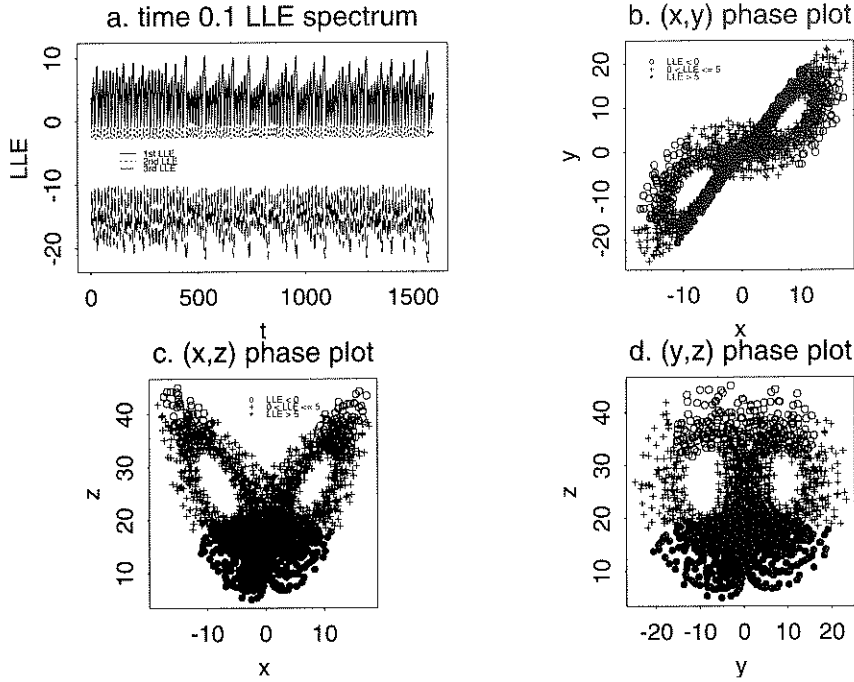 a. time 0.1 LLE spectrum
LLE
10
0
-10
-20
1st LLE
2nd LLE
3rd LLE
0
500
1000
1500
t
b. (x,y) phase plot
y
20
10
0
-10
-20
LLE < 0
0 < LLE <= 5
LLE > 5
-10
0
10
x
c. (x,z) phase plot
z
40
30
20
10
LLE < 0
0 < LLE <= 5
LLE > 5
-10
0
10
x
d. (y,z) phase plot
z
40
30
20
10
-20
-10
0
10
20
y